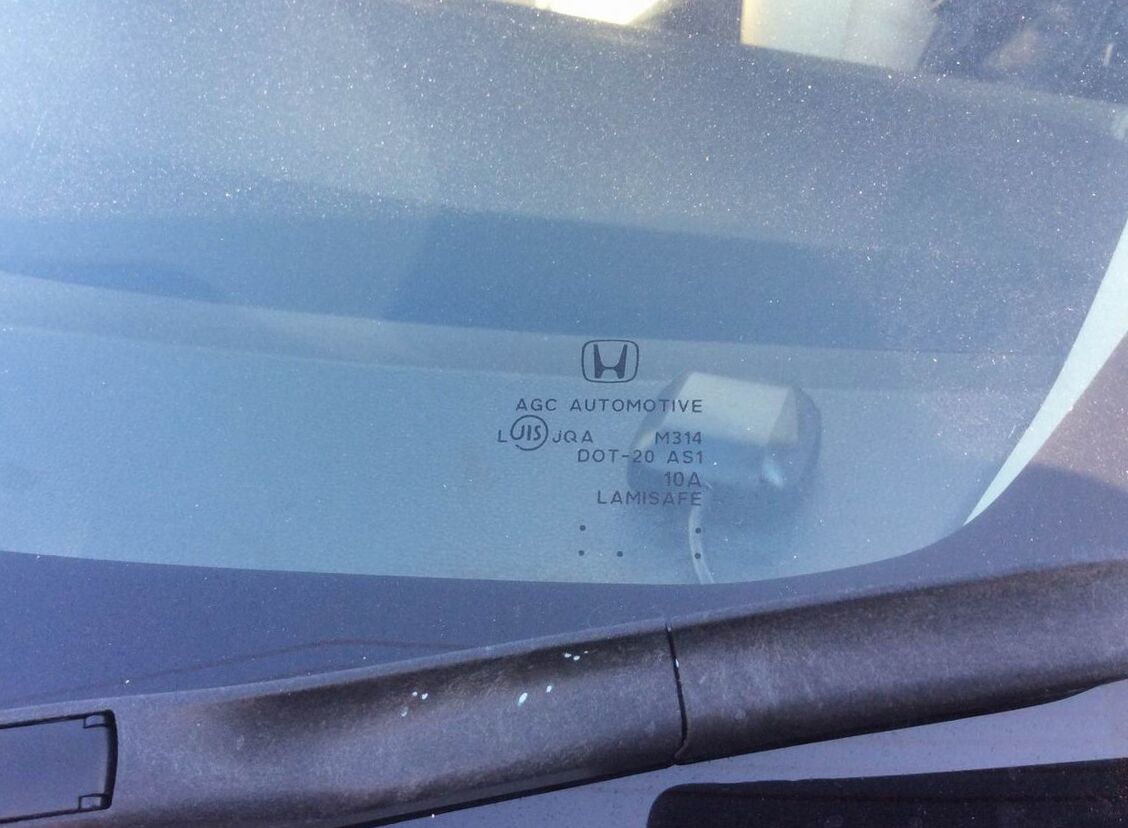 AGC AUTOMOTIVE
L JIS JQA M314
DOT-20 AS1
10A
LAMISAFE